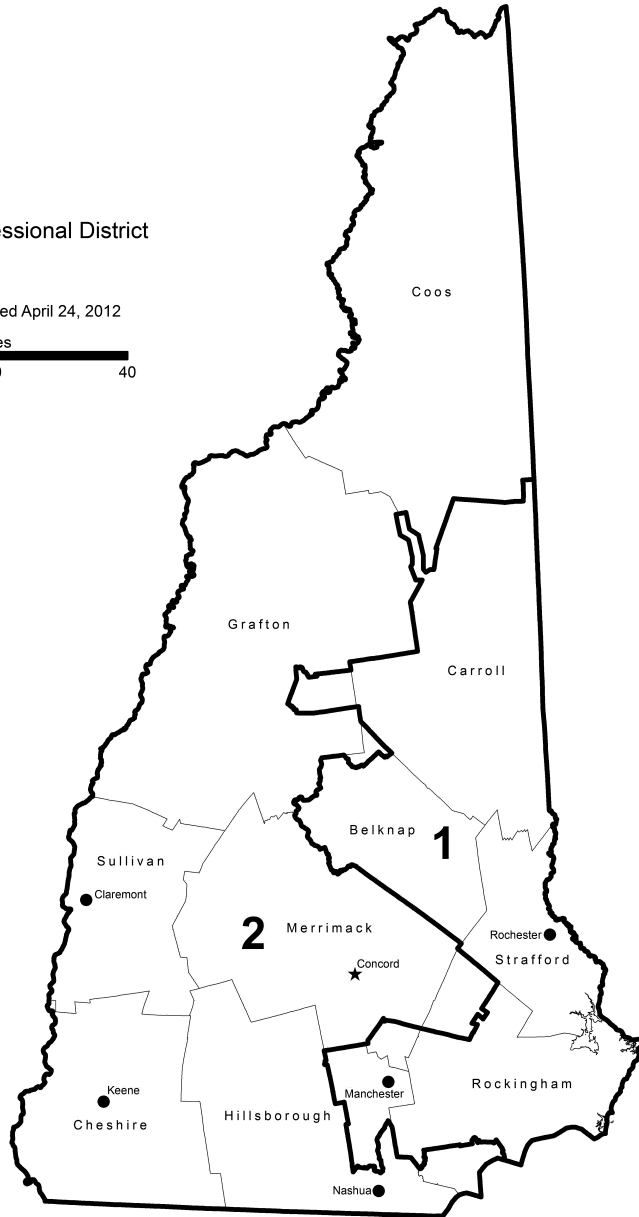 essional District
ed April 24, 2012
es
40
Coos
Grafton
Carroll
Belknap
1
Sullivan
Claremont
2
Merrimack
Rochester
Strafford
Concord
Keene
Cheshire
Hillsborough
Manchester
Rockingham
Nashua